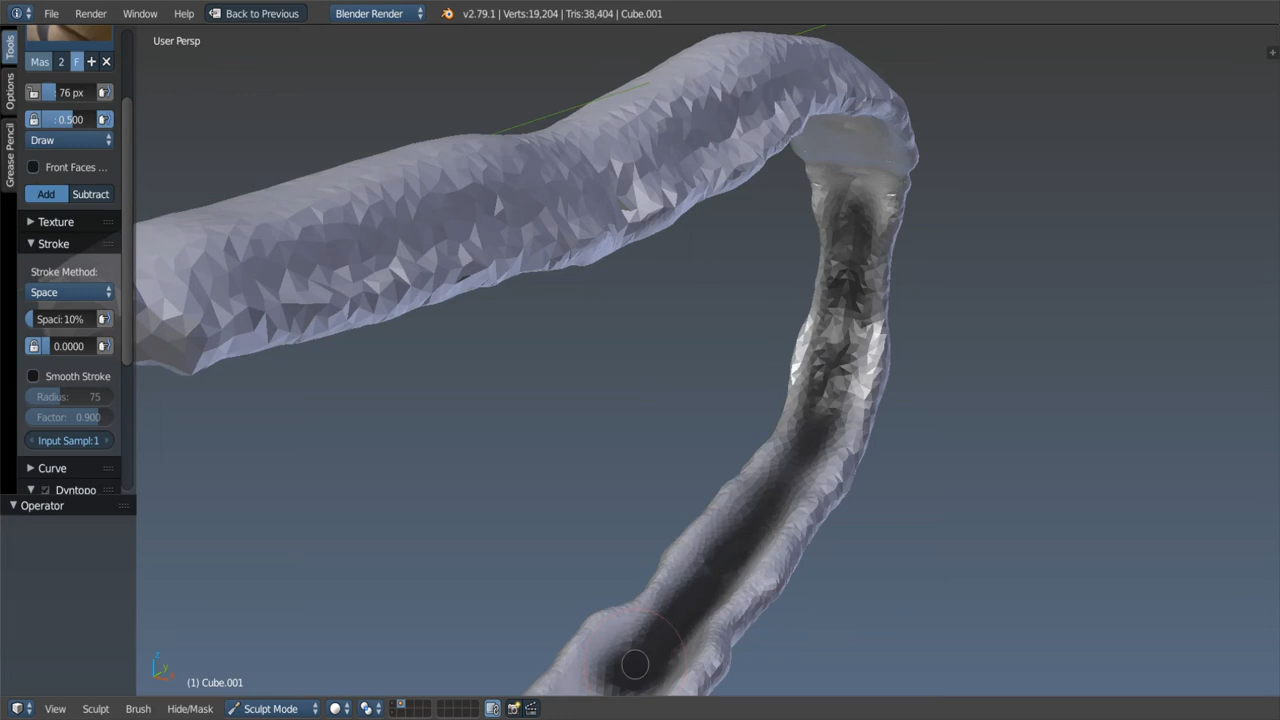 File Render Window Help Back to Previous Blender Render v2.79.1 | Verts:19,204 | Tris:38,404 | Cube.001
User Persp
Tools
Options
Grease Pencil
Mas 2 F
: 76 px
: 0.500
Draw
Front Faces ...
Add Subtract
Texture
Stroke
Stroke Method:
Space
Spaci: 10%
0.0000
Smooth Stroke
Radius: 75
Factor: 0.900
Input Sampl: 1
Curve
Dyntopo
Operator
z
y
(1) Cube.001
View Sculpt Brush Hide/Mask Sculpt Mode